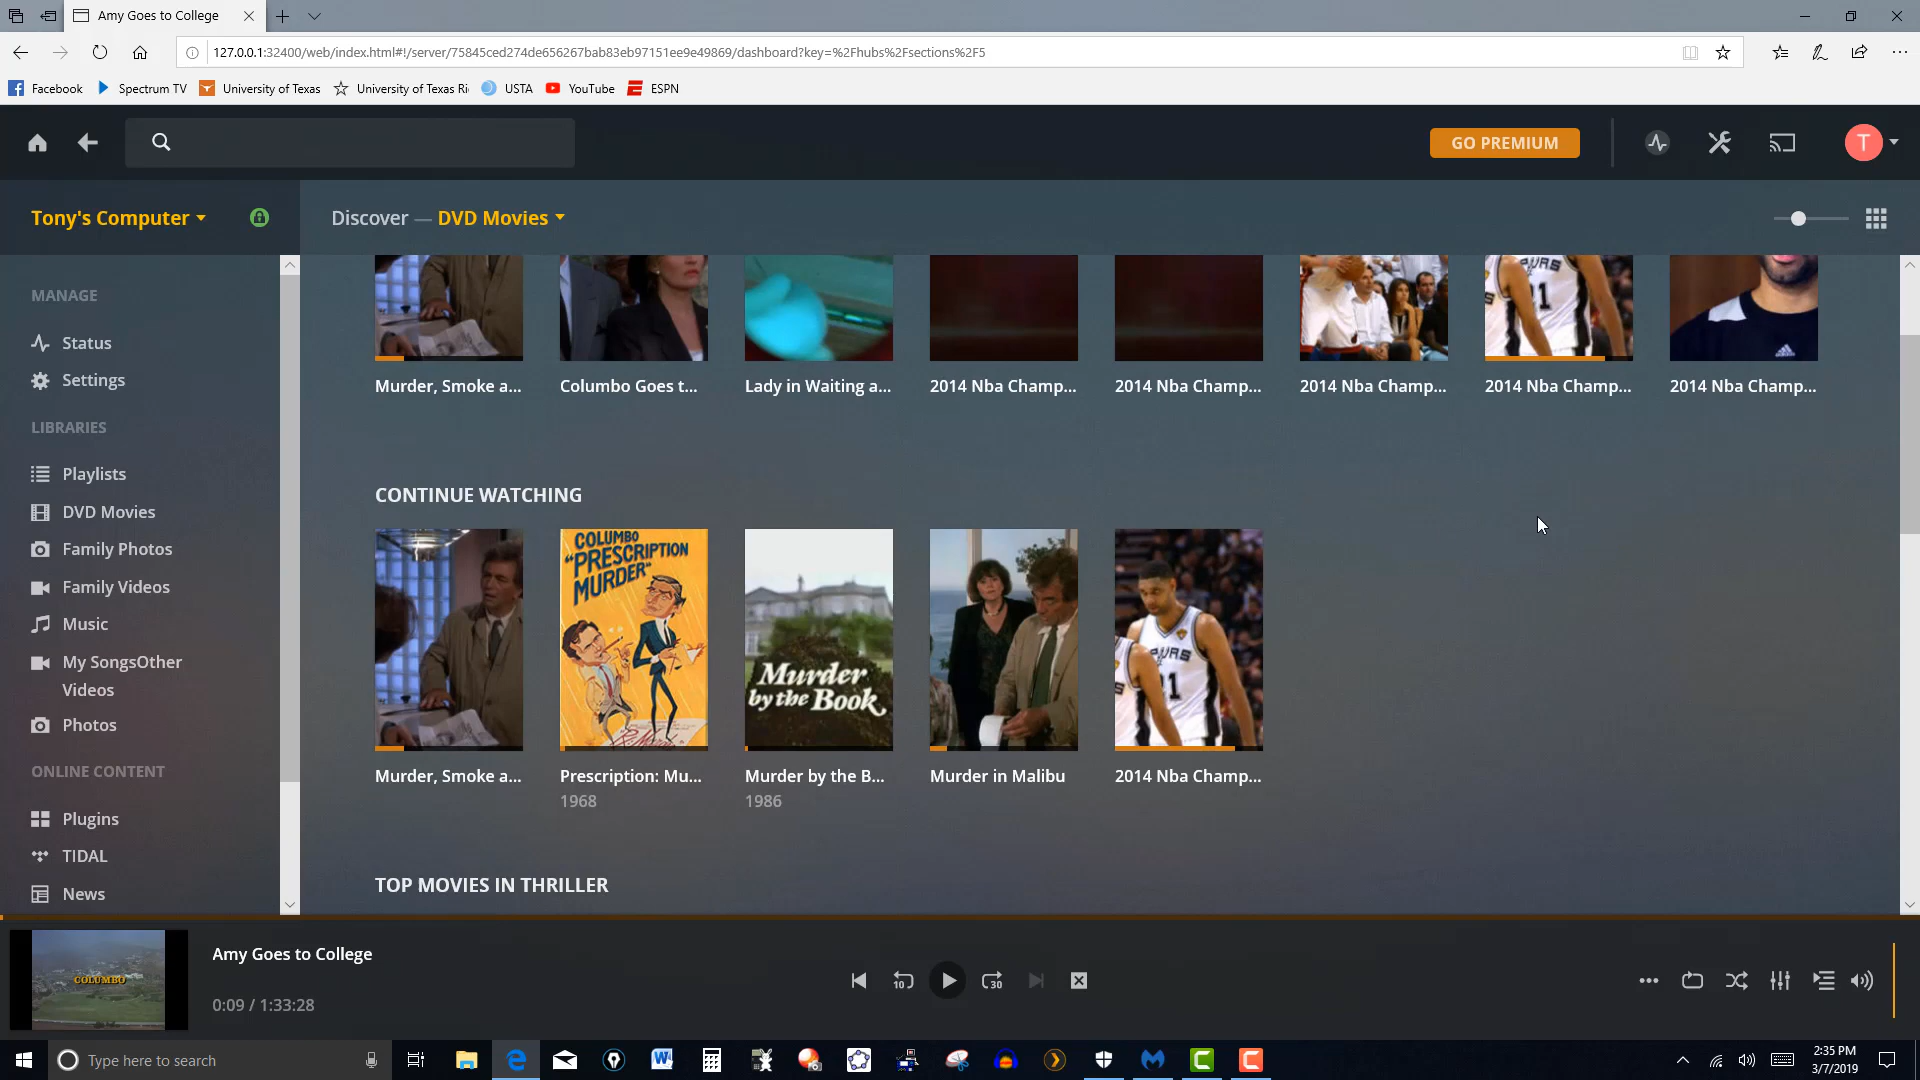 Amy Goes to College
127.0.0.1:32400/web/index.html#!/server/75845ced274de656267bab83eb97151ee9e49869/dashboard?key=%2Fhubs%2Fsections%2F5
Facebook Spectrum TV University of Texas University of Texas Ri USTA YouTube ESPN
GO PREMIUM
T
Tony's Computer
Discover — DVD Movies
MANAGE
Status
Settings
LIBRARIES
Playlists
DVD Movies
Family Photos
Family Videos
Music
My SongsOther
Videos
Photos
ONLINE CONTENT
Plugins
TIDAL
News
Murder, Smoke a... Columbo Goes t... Lady in Waiting a... 2014 Nba Champ... 2014 Nba Champ... 2014 Nba Champ... 2014 Nba Champ... 2014 Nba Champ...
CONTINUE WATCHING
COLUMBO
"PRESCRIPTION
MURDER"
Murder
by the Book
Murder, Smoke a... Prescription: Mu... Murder by the B... Murder in Malibu 2014 Nba Champ...
1968 1986
TOP MOVIES IN THRILLER
COLUMBO
Amy Goes to College
0:09 / 1:33:28
10 30
Type here to search
2:35 PM
3/7/2019